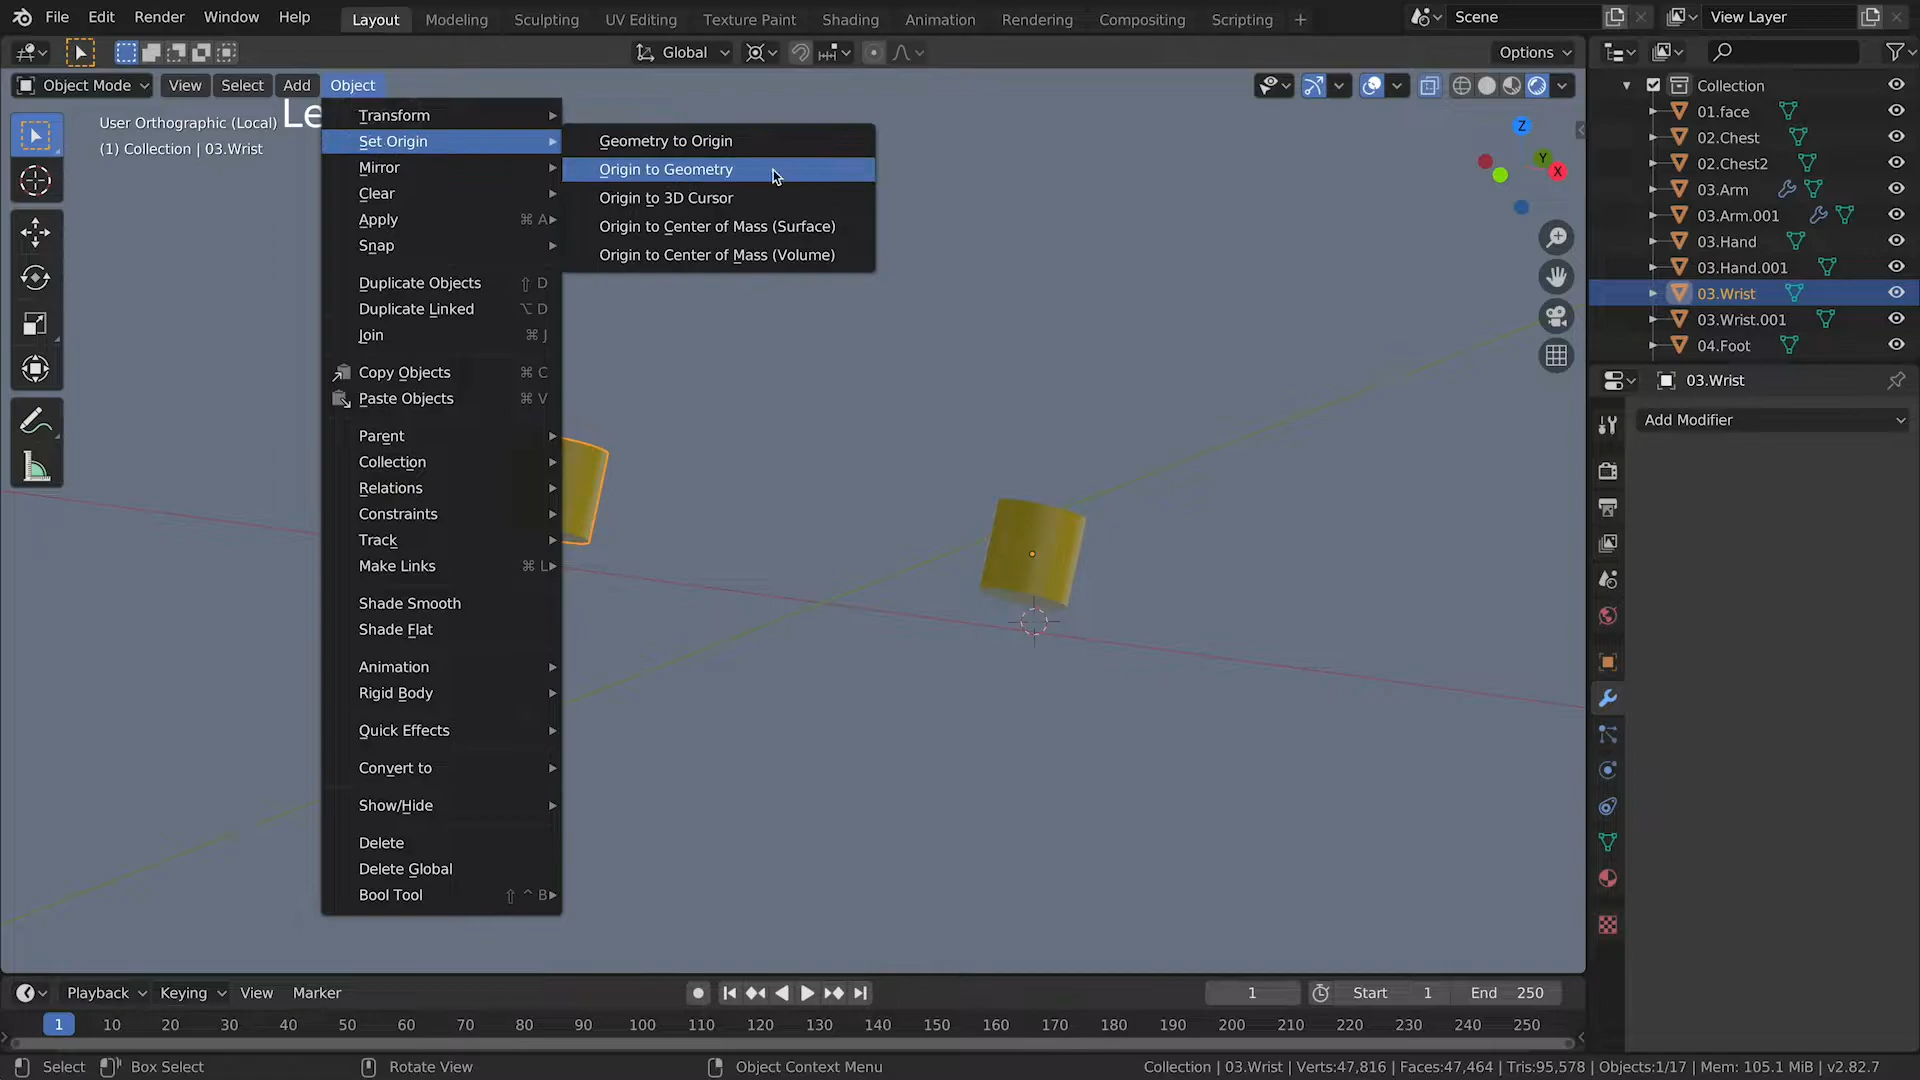 File Edit Render Window Help Layout Modeling Sculpting UV Editing Texture Paint Shading Animation Rendering Compositing Scripting + Scene View Layer
Global Options
Object Mode View Select Add Object
Le
User Orthographic (Local)
(1) Collection | 03.Wrist
Transform
Set Origin
Mirror
Clear
Apply ⌘ A
Snap
Duplicate Objects ⇧ D
Duplicate Linked ⌥ D
Join ⌘ J
Copy Objects ⌘ C
Paste Objects ⌘ V
Parent
Collection
Relations
Constraints
Track
Make Links ⌘ L
Shade Smooth
Shade Flat
Animation
Rigid Body
Quick Effects
Convert to
Show/Hide
Delete
Delete Global
Bool Tool ⇧ ^ B
Geometry to Origin
Origin to Geometry
Origin to 3D Cursor
Origin to Center of Mass (Surface)
Origin to Center of Mass (Volume)
Z
Y
X
Collection
01.face
02.Chest
02.Chest2
03.Arm
03.Arm.001
03.Hand
03.Hand.001
03.Wrist
03.Wrist.001
04.Foot
03.Wrist
Add Modifier
Playback Keying View Marker 1 Start 1 End 250
1 10 20 30 40 50 60 70 80 90 100 110 120 130 140 150 160 170 180 190 200 210 220 230 240 250
Select Box Select Rotate View Object Context Menu Collection | 03.Wrist | Verts:47,816 | Faces:47,464 | Tris:95,578 | Objects:1/17 | Mem: 105.1 MiB | v2.82.7